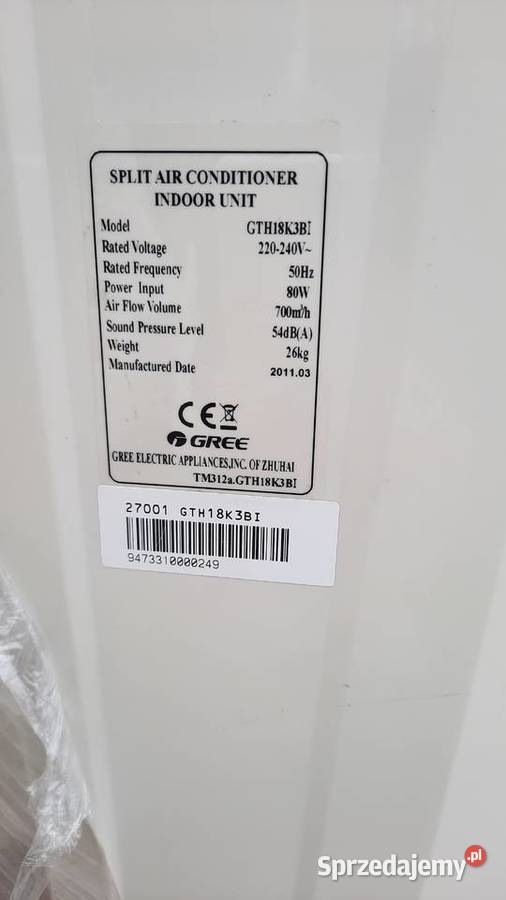 SPLIT AIR CONDITIONER
INDOOR UNIT
Model GTH18K3BI
Rated Voltage 220-240V~
Rated Frequency 50Hz
Power Input 80W
Air Flow Volume 700m³/h
Sound Pressure Level 54dB(A)
Weight 26kg
Manufactured Date 2011.03
CE
GREE
GREE ELECTRIC APPLIANCES,INC. OF ZHUHAI
TM312a.GTH18K3BI
27001 GTH18K3BI
9473310000249
Sprzedajemy.pl